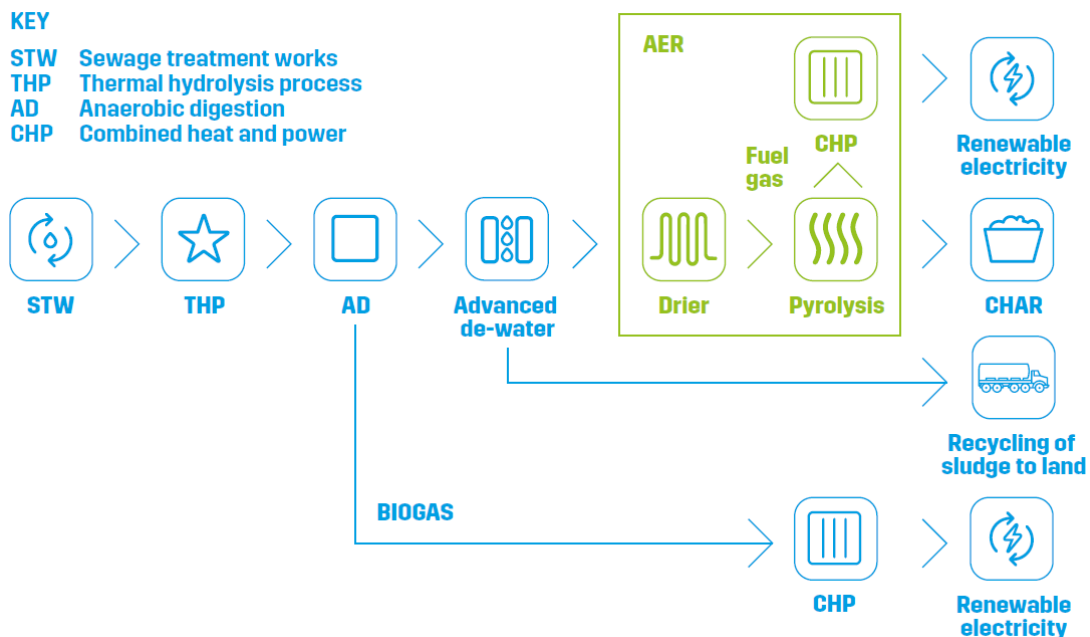 KEY
STW Sewage treatment works
THP Thermal hydrolysis process
AD Anaerobic digestion
CHP Combined heat and power
AER
CHP
Renewable
electricity
Fuel
gas
STW
THP
AD
Advanced
de-water
Drier
Pyrolysis
CHAR
Recycling of
sludge to land
BIOGAS
CHP
Renewable
electricity